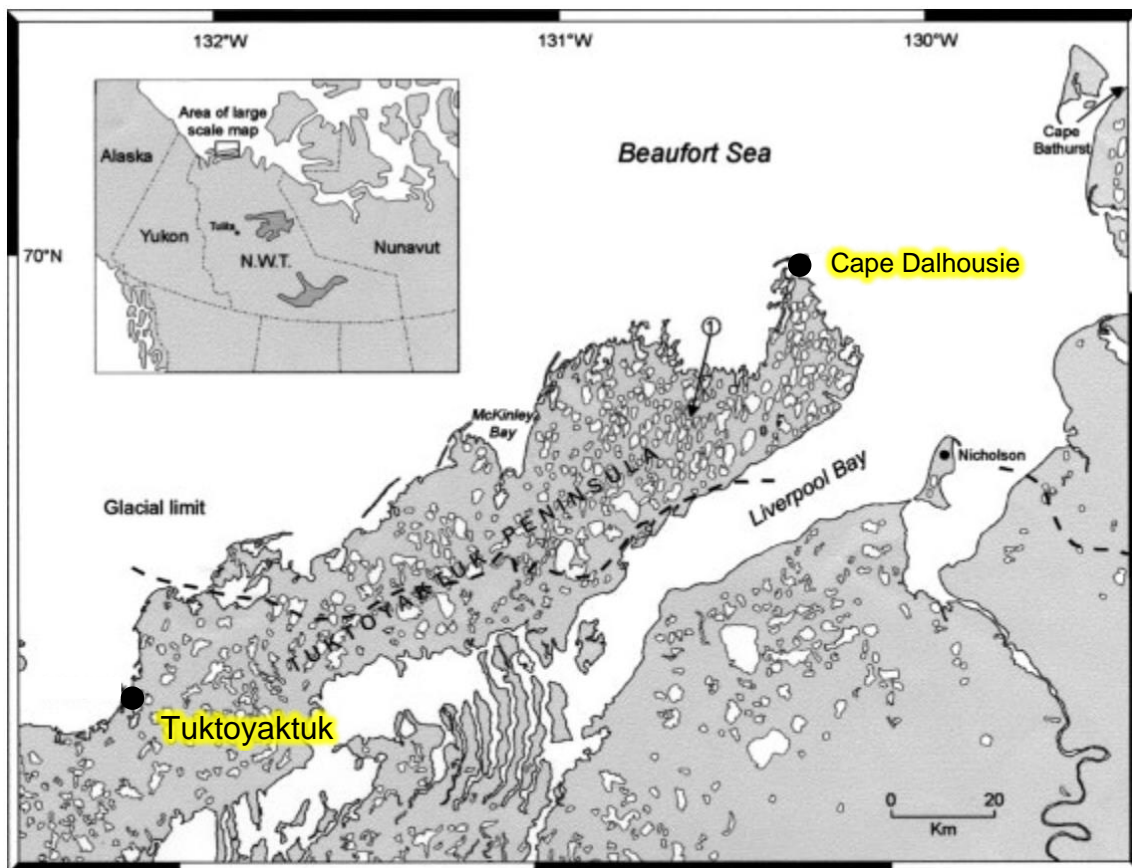 132°W
131°W
130°W
Area of large
scale map
Alaska
Yukon
Tulita
N.W.T.
Nunavut
Beaufort Sea
Cape
Bathurst
70°N
Cape Dalhousie
1
McKinley
Bay
Nicholson
Liverpool Bay
Glacial limit
TUKTOYAKTUK PENINSULA
Tuktoyaktuk
0 20
Km